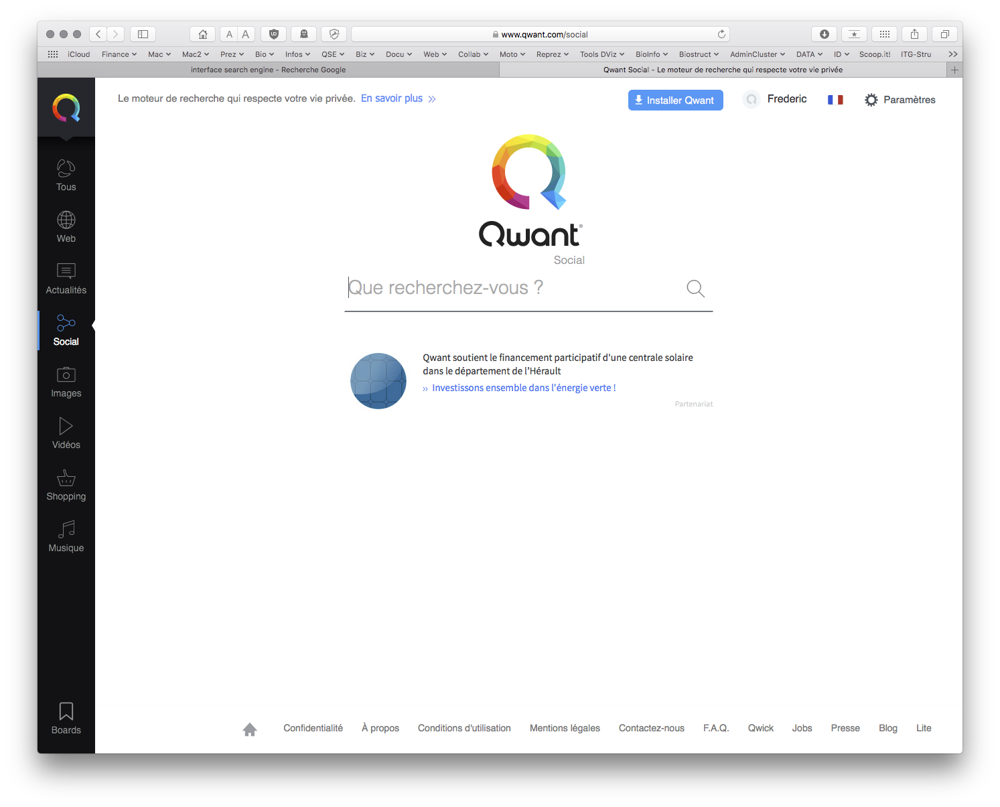 A A
www.qwant.com/social
iCloud Finance Mac Mac2 Prez Bio Infos QSE Biz Docu Web Collab Moto Reprez Tools DViz BioInfo Biostruct AdminCluster DATA ID Scoop.it! ITG-Stru
interface search engine - Recherche Google
Qwant Social - Le moteur de recherche qui respecte votre vie privée
Le moteur de recherche qui respecte votre vie privée. En savoir plus
Installer Qwant
Frederic
Paramètres
Tous
Web
Actualités
Social
Images
Vidéos
Shopping
Musique
Boards
Qwant®
Social
Que recherchez-vous ?
Qwant soutient le financement participatif d'une centrale solaire
dans le département de l’Hérault
›› Investissons ensemble dans l'énergie verte !
Partenariat
Confidentialité À propos Conditions d'utilisation Mentions légales Contactez-nous F.A.Q. Qwick Jobs Presse Blog Lite